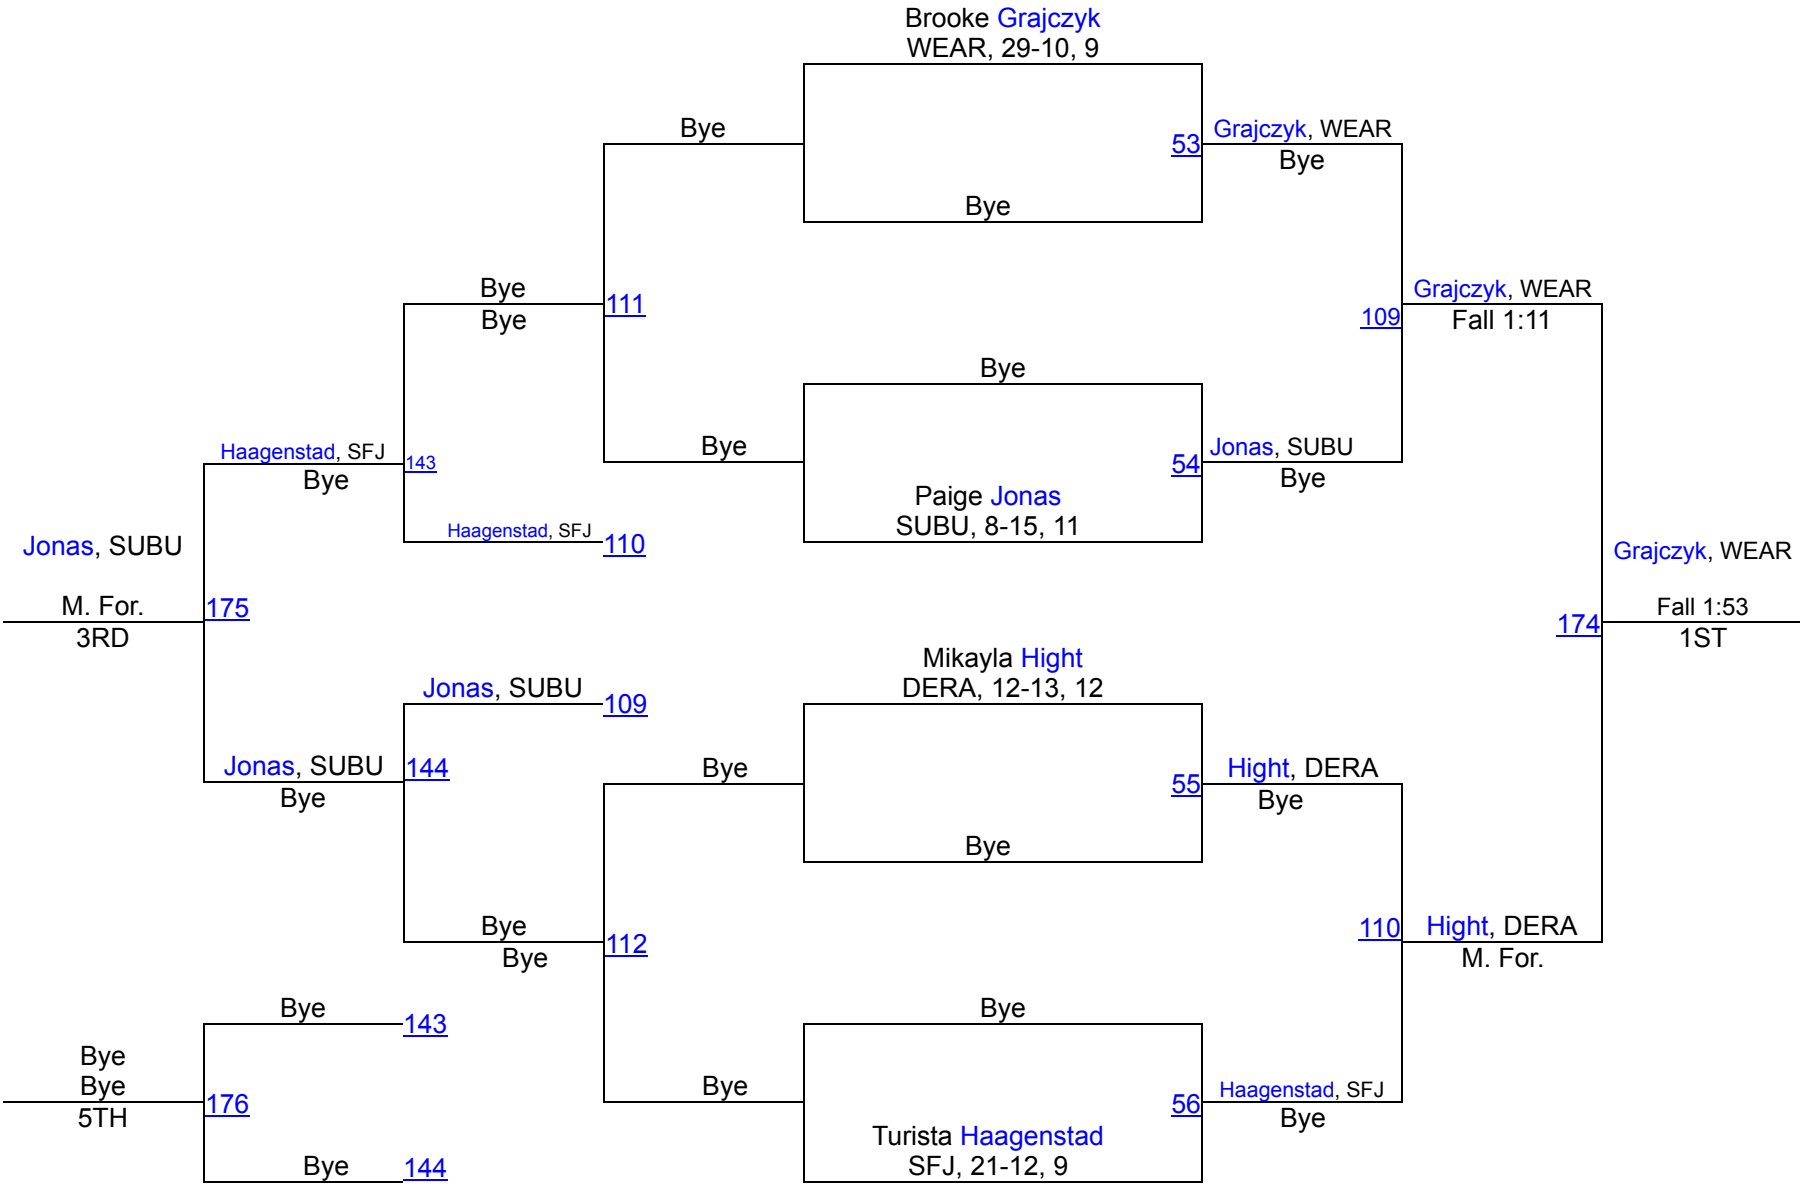 Brooke Grajczyk
WEAR, 29-10, 9
Bye
53
Grajczyk, WEAR
Bye
Bye
Bye
Bye
111
109
Grajczyk, WEAR
Fall 1:11
Bye
Bye
54
Jonas, SUBU
Bye
Haagenstad, SFJ
Bye
143
Paige Jonas
SUBU, 8-15, 11
Haagenstad, SFJ
110
Jonas, SUBU
M. For.
3RD
175
Grajczyk, WEAR
Fall 1:53
1ST
174
Mikayla Hight
DERA, 12-13, 12
Jonas, SUBU
109
Jonas, SUBU
Bye
144
Bye
55
Hight, DERA
Bye
Bye
Bye
Bye
112
110
Hight, DERA
M. For.
Bye
143
Bye
Bye
Bye
5TH
176
Bye
56
Haagenstad, SFJ
Bye
Turista Haagenstad
SFJ, 21-12, 9
Bye
144